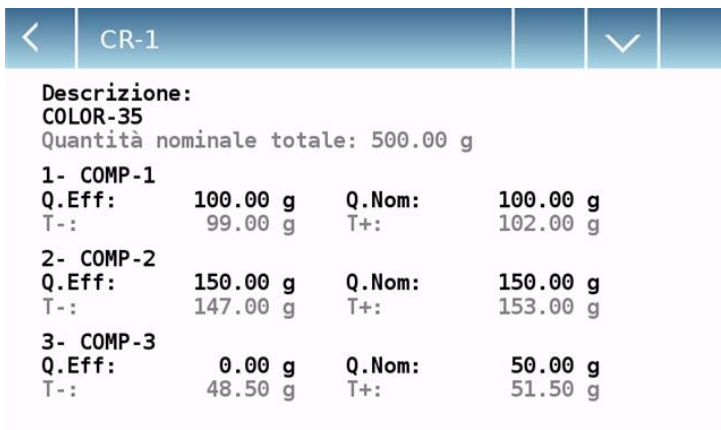 CR-1
Descrizione:
COLOR-35
Quantità nominale totale: 500.00 g
1- COMP-1
Q.Eff: 100.00 g Q.Nom: 100.00 g
T-: 99.00 g T+: 102.00 g
2- COMP-2
Q.Eff: 150.00 g Q.Nom: 150.00 g
T-: 147.00 g T+: 153.00 g
3- COMP-3
Q.Eff: 0.00 g Q.Nom: 50.00 g
T-: 48.50 g T+: 51.50 g